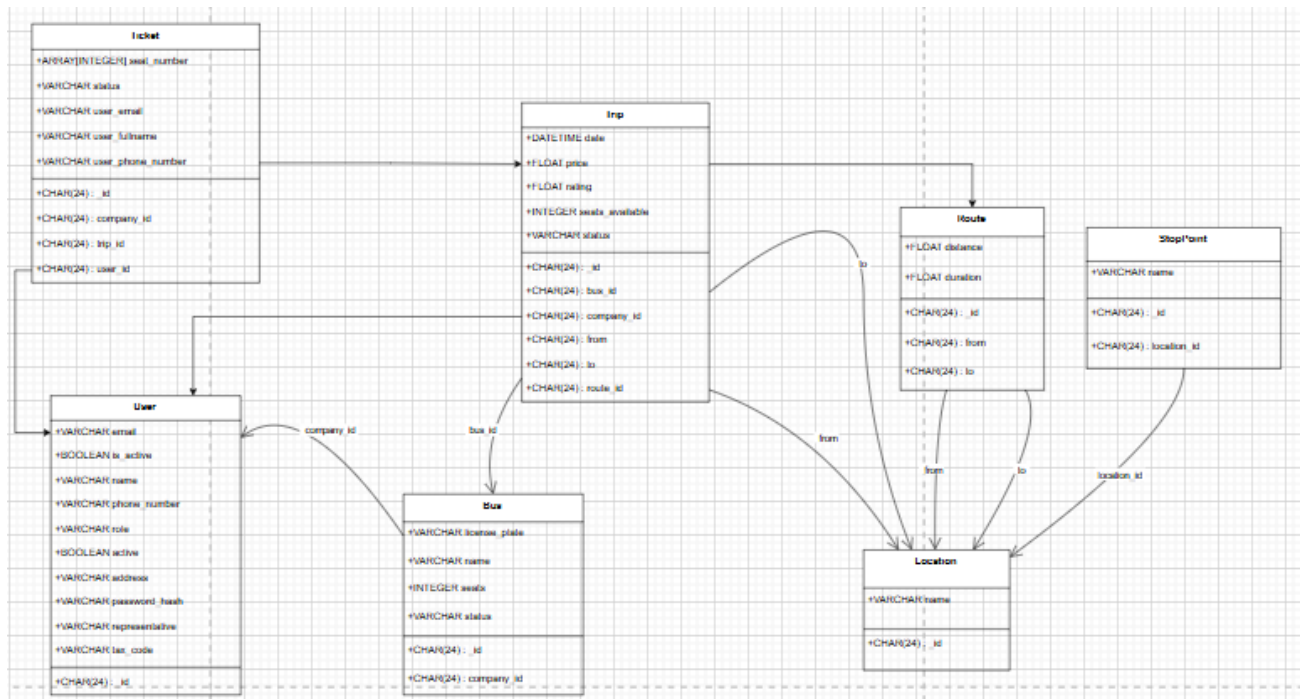 Ticket
+ARRAY[INTEGER] seat_number
+VARCHAR status
+VARCHAR user_email
+VARCHAR user_fullname
+VARCHAR user_phone_number
+CHAR(24) : _id
+CHAR(24) : company_id
+CHAR(24) : trip_id
+CHAR(24) : user_id
Trip
+DATETIME date
+FLOAT price
+FLOAT rating
+INTEGER seats_available
+VARCHAR status
+CHAR(24) : _id
+CHAR(24) : bus_id
+CHAR(24) : company_id
+CHAR(24) : from
+CHAR(24) : to
+CHAR(24) : route_id
Route
+FLOAT distance
+FLOAT duration
+CHAR(24) : _id
+CHAR(24) : from
+CHAR(24) : to
StopPoint
+VARCHAR name
+CHAR(24) : _id
+CHAR(24) : location_id
to
from
from
to
location_id
company_id
bus_id
User
+VARCHAR email
+BOOLEAN is_active
+VARCHAR name
+VARCHAR phone_number
+VARCHAR role
+BOOLEAN active
+VARCHAR address
+VARCHAR password_hash
+VARCHAR representative
+VARCHAR tax_code
+CHAR(24) : _id
Bus
+VARCHAR license_plate
+VARCHAR name
+INTEGER seats
+VARCHAR status
+CHAR(24) : _id
+CHAR(24) : company_id
Location
+VARCHAR name
+CHAR(24) : _id